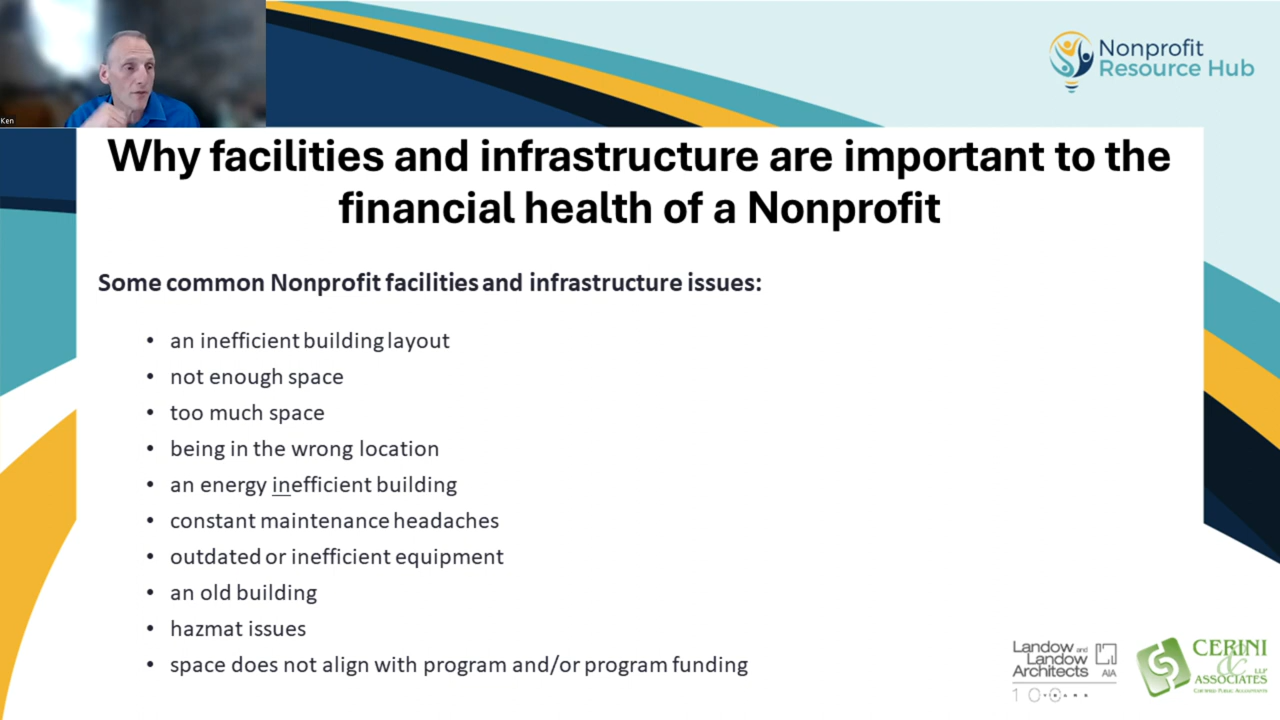 Ken
Nonprofit
Resource Hub
Why facilities and infrastructure are important to the
financial health of a Nonprofit
Some common Nonprofit facilities and infrastructure issues:
• an inefficient building layout
• not enough space
• too much space
• being in the wrong location
• an energy inefficient building
• constant maintenance headaches
• outdated or inefficient equipment
• an old building
• hazmat issues
• space does not align with program and/or program funding
Landow and
Landow
Architects AIA
CERINI
& LLP
ASSOCIATES
CERTIFIED PUBLIC ACCOUNTANTS